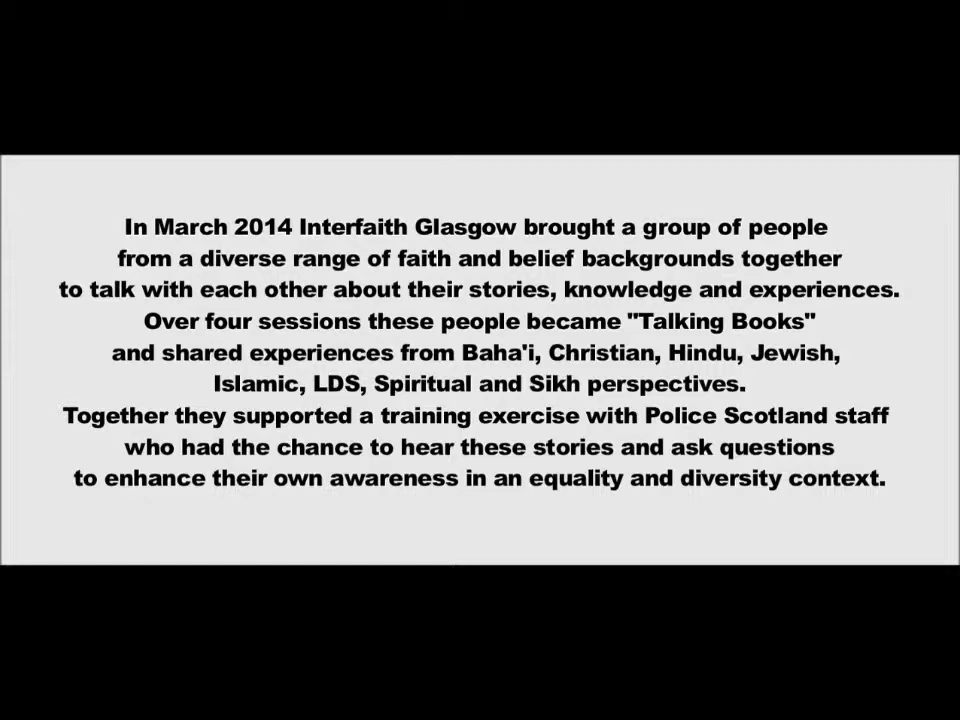 In March 2014 Interfaith Glasgow brought a group of people
from a diverse range of faith and belief backgrounds together
to talk with each other about their stories, knowledge and experiences.
Over four sessions these people became "Talking Books"
and shared experiences from Baha'i, Christian, Hindu, Jewish,
Islamic, LDS, Spiritual and Sikh perspectives.
Together they supported a training exercise with Police Scotland staff
who had the chance to hear these stories and ask questions
to enhance their own awareness in an equality and diversity context.